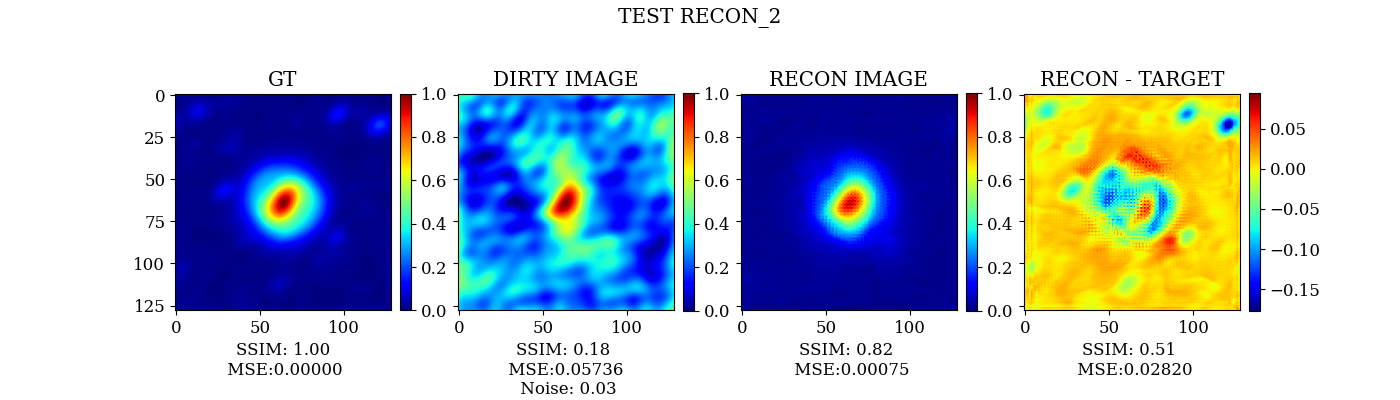 TEST RECON_2
GT
DIRTY IMAGE
RECON IMAGE
RECON - TARGET
0
25
50
75
100
125
0
50
100
1.0
0.8
0.6
0.4
0.2
0.0
0
50
100
1.0
0.8
0.6
0.4
0.2
0.0
0
50
100
1.0
0.8
0.6
0.4
0.2
0.0
0
50
100
0.05
0.00
−0.05
−0.10
−0.15
SSIM: 1.00
MSE:0.00000
SSIM: 0.18
MSE:0.05736
Noise: 0.03
SSIM: 0.82
MSE:0.00075
SSIM: 0.51
MSE:0.02820